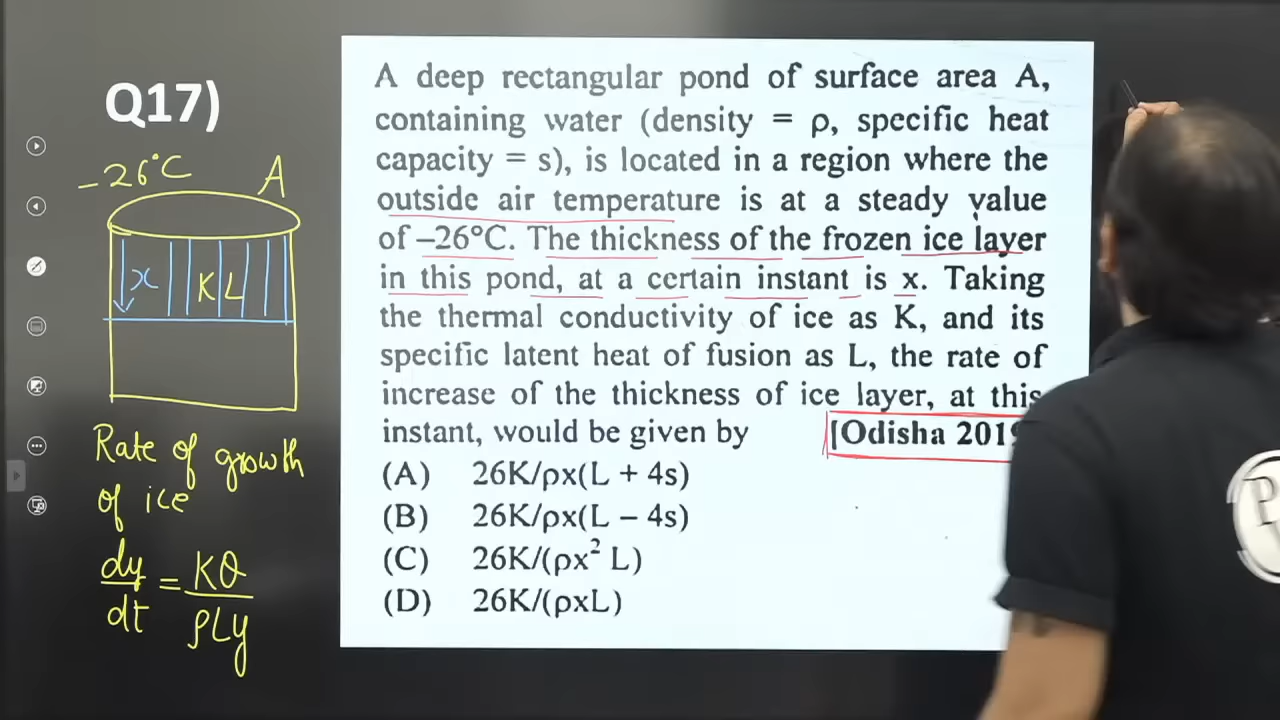 Q17)
-26°C A
x K L
Rate of growth
of ice
dy/dt = Kθ/ρLy
A deep rectangular pond of surface area A,
containing water (density = ρ, specific heat
capacity = s), is located in a region where the
outside air temperature is at a steady value
of –26°C. The thickness of the frozen ice layer
in this pond, at a certain instant is x. Taking
the thermal conductivity of ice as K, and its
specific latent heat of fusion as L, the rate of
increase of the thickness of ice layer, at this
instant, would be given by [Odisha 2019
(A) 26K/ρx(L + 4s)
(B) 26K/ρx(L – 4s)
(C) 26K/(ρx² L)
(D) 26K/(ρxL)